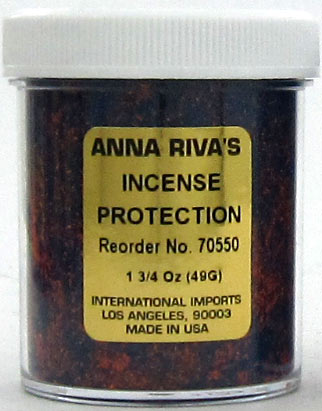 ANNA RIVA'S
INCENSE
PROTECTION
Reorder No. 70550
1 3/4 Oz (49G)
INTERNATIONAL IMPORTS
LOS ANGELES, 90003
MADE IN USA